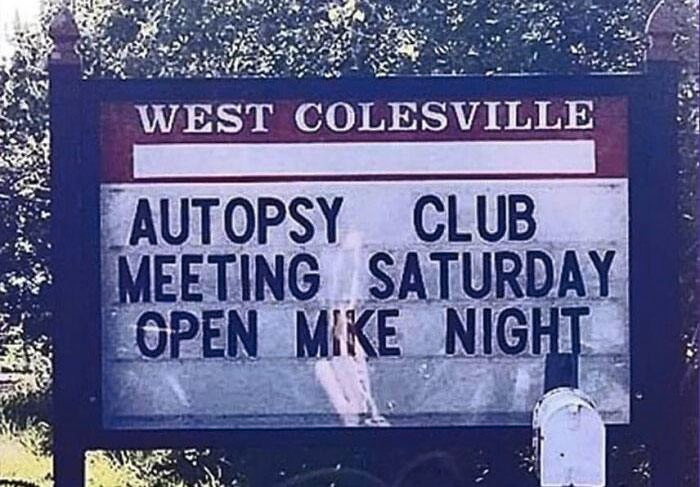 WEST COLESVILLE
AUTOPSY CLUB
MEETING SATURDAY
OPEN MIKE NIGHT